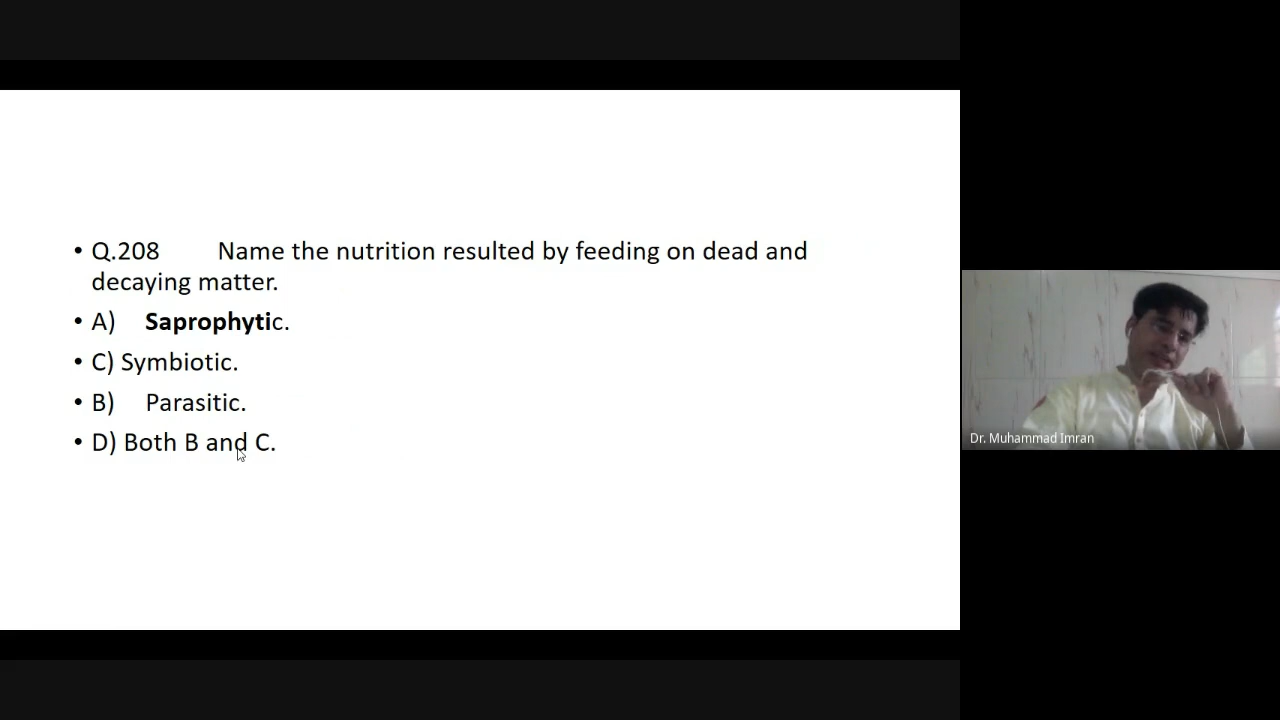 • Q.208 Name the nutrition resulted by feeding on dead and
decaying matter.
• A) Saprophytic.
• C) Symbiotic.
• B) Parasitic.
• D) Both B and C.
Dr. Muhammad Imran